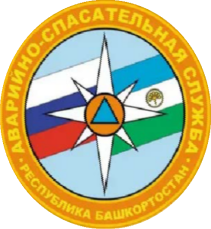 АВАРИЙНО-СПАСАТЕЛЬНАЯ СЛУЖБА
• РЕСПУБЛИКА БАШКОРТОСТАН •